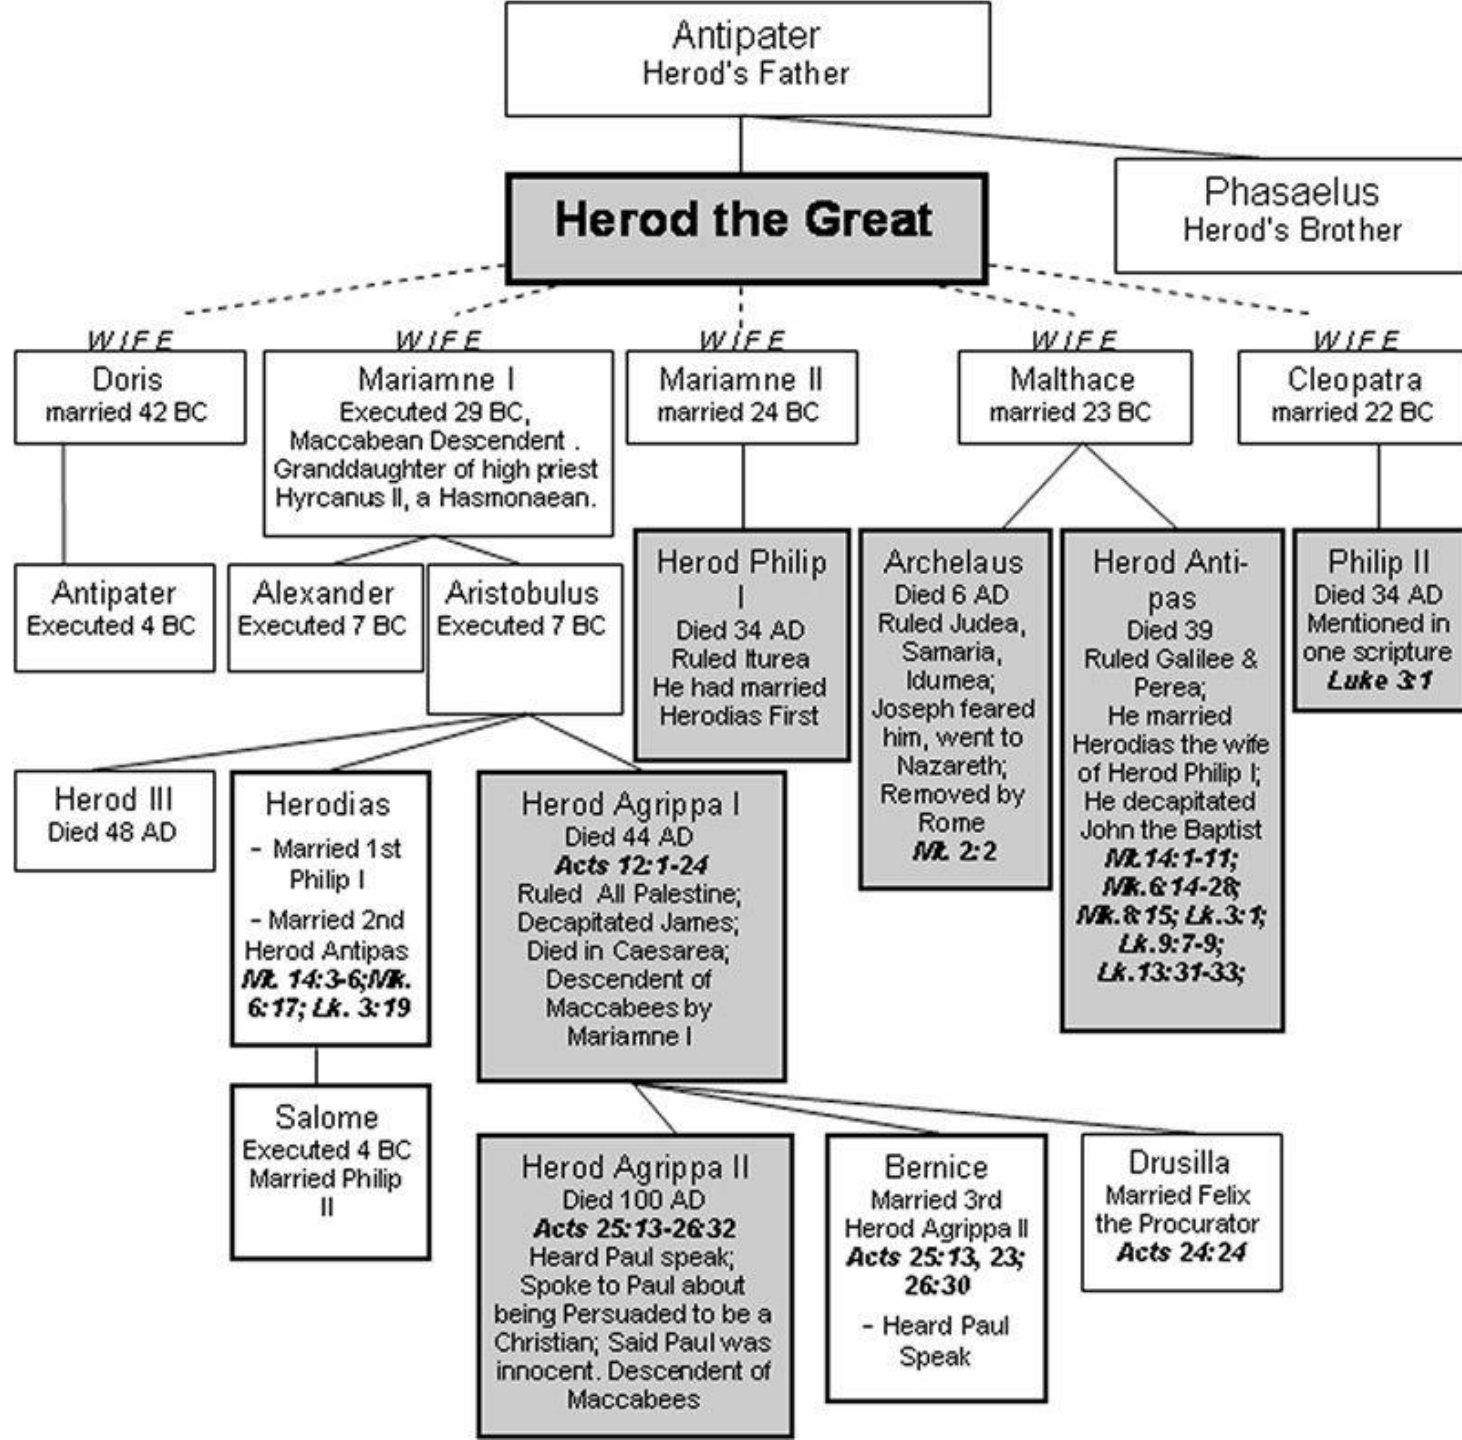 Antipater
Herod's Father
Phasaelus
Herod's Brother
Herod the Great
WIFE
Doris
married 42 BC
WIFE
Mariamne I
Executed 29 BC,
Maccabean Descendent .
Granddaughter of high priest
Hyrcanus II, a Hasmonaean.
WIFE
Mariamne II
married 24 BC
WIFE
Malthace
married 23 BC
WIFE
Cleopatra
married 22 BC
Antipater
Executed 4 BC
Alexander
Executed 7 BC
Aristobulus
Executed 7 BC
Herod Philip
I
Died 34 AD
Ruled Iturea
He had married
Herodias First
Archelaus
Died 6 AD
Ruled Judea,
Samaria,
Idumea;
Joseph feared
him, went to
Nazareth;
Removed by
Rome
Mt. 2:2
Herod Anti-
pas
Died 39
Ruled Galilee &
Perea;
He married
Herodias the wife
of Herod Philip I;
He decapitated
John the Baptist
Mt.14:1-11;
Mk.6:14-28;
Mk.8:15; Lk.3:1;
Lk.9:7-9;
Lk.13:31-33;
Philip II
Died 34 AD
Mentioned in
one scripture
Luke 3:1
Herod III
Died 48 AD
Herodias
- Married 1st
Philip I
- Married 2nd
Herod Antipas
Mt. 14:3-6;Mk.
6:17; Lk. 3:19
Herod Agrippa I
Died 44 AD
Acts 12:1-24
Ruled All Palestine;
Decapitated James;
Died in Caesarea;
Descendent of
Maccabees by
Mariamne I
Salome
Executed 4 BC
Married Philip
II
Herod Agrippa II
Died 100 AD
Acts 25:13-26:32
Heard Paul speak;
Spoke to Paul about
being Persuaded to be a
Christian; Said Paul was
innocent. Descendent of
Maccabees
Bernice
Married 3rd
Herod Agrippa II
Acts 25:13, 23;
26:30
- Heard Paul
Speak
Drusilla
Married Felix
the Procurator
Acts 24:24